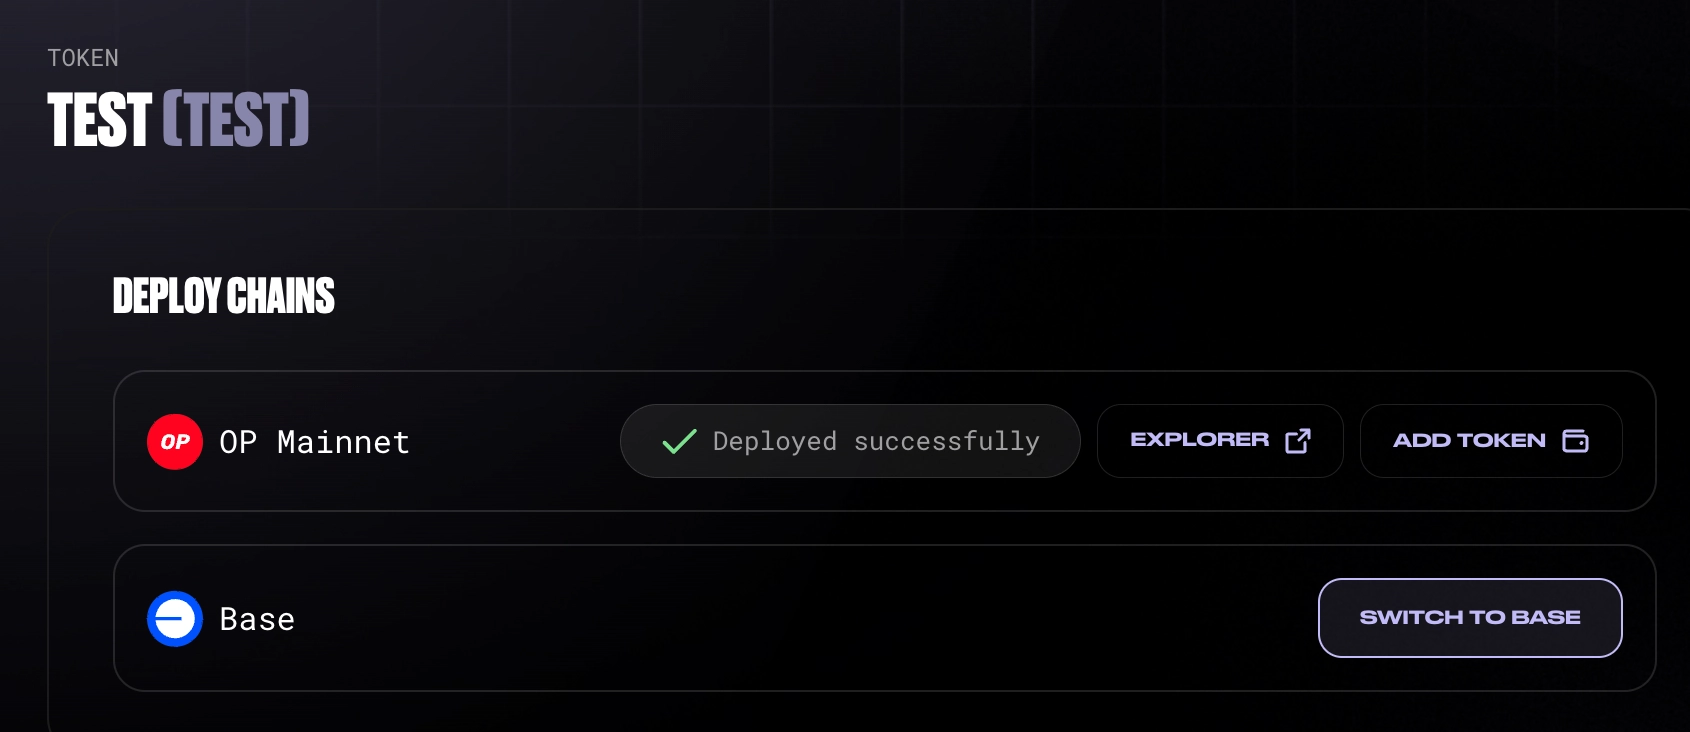 TOKEN
TEST (TEST)
DEPLOY CHAINS
OP OP Mainnet Deployed successfully EXPLORER ADD TOKEN
Base SWITCH TO BASE